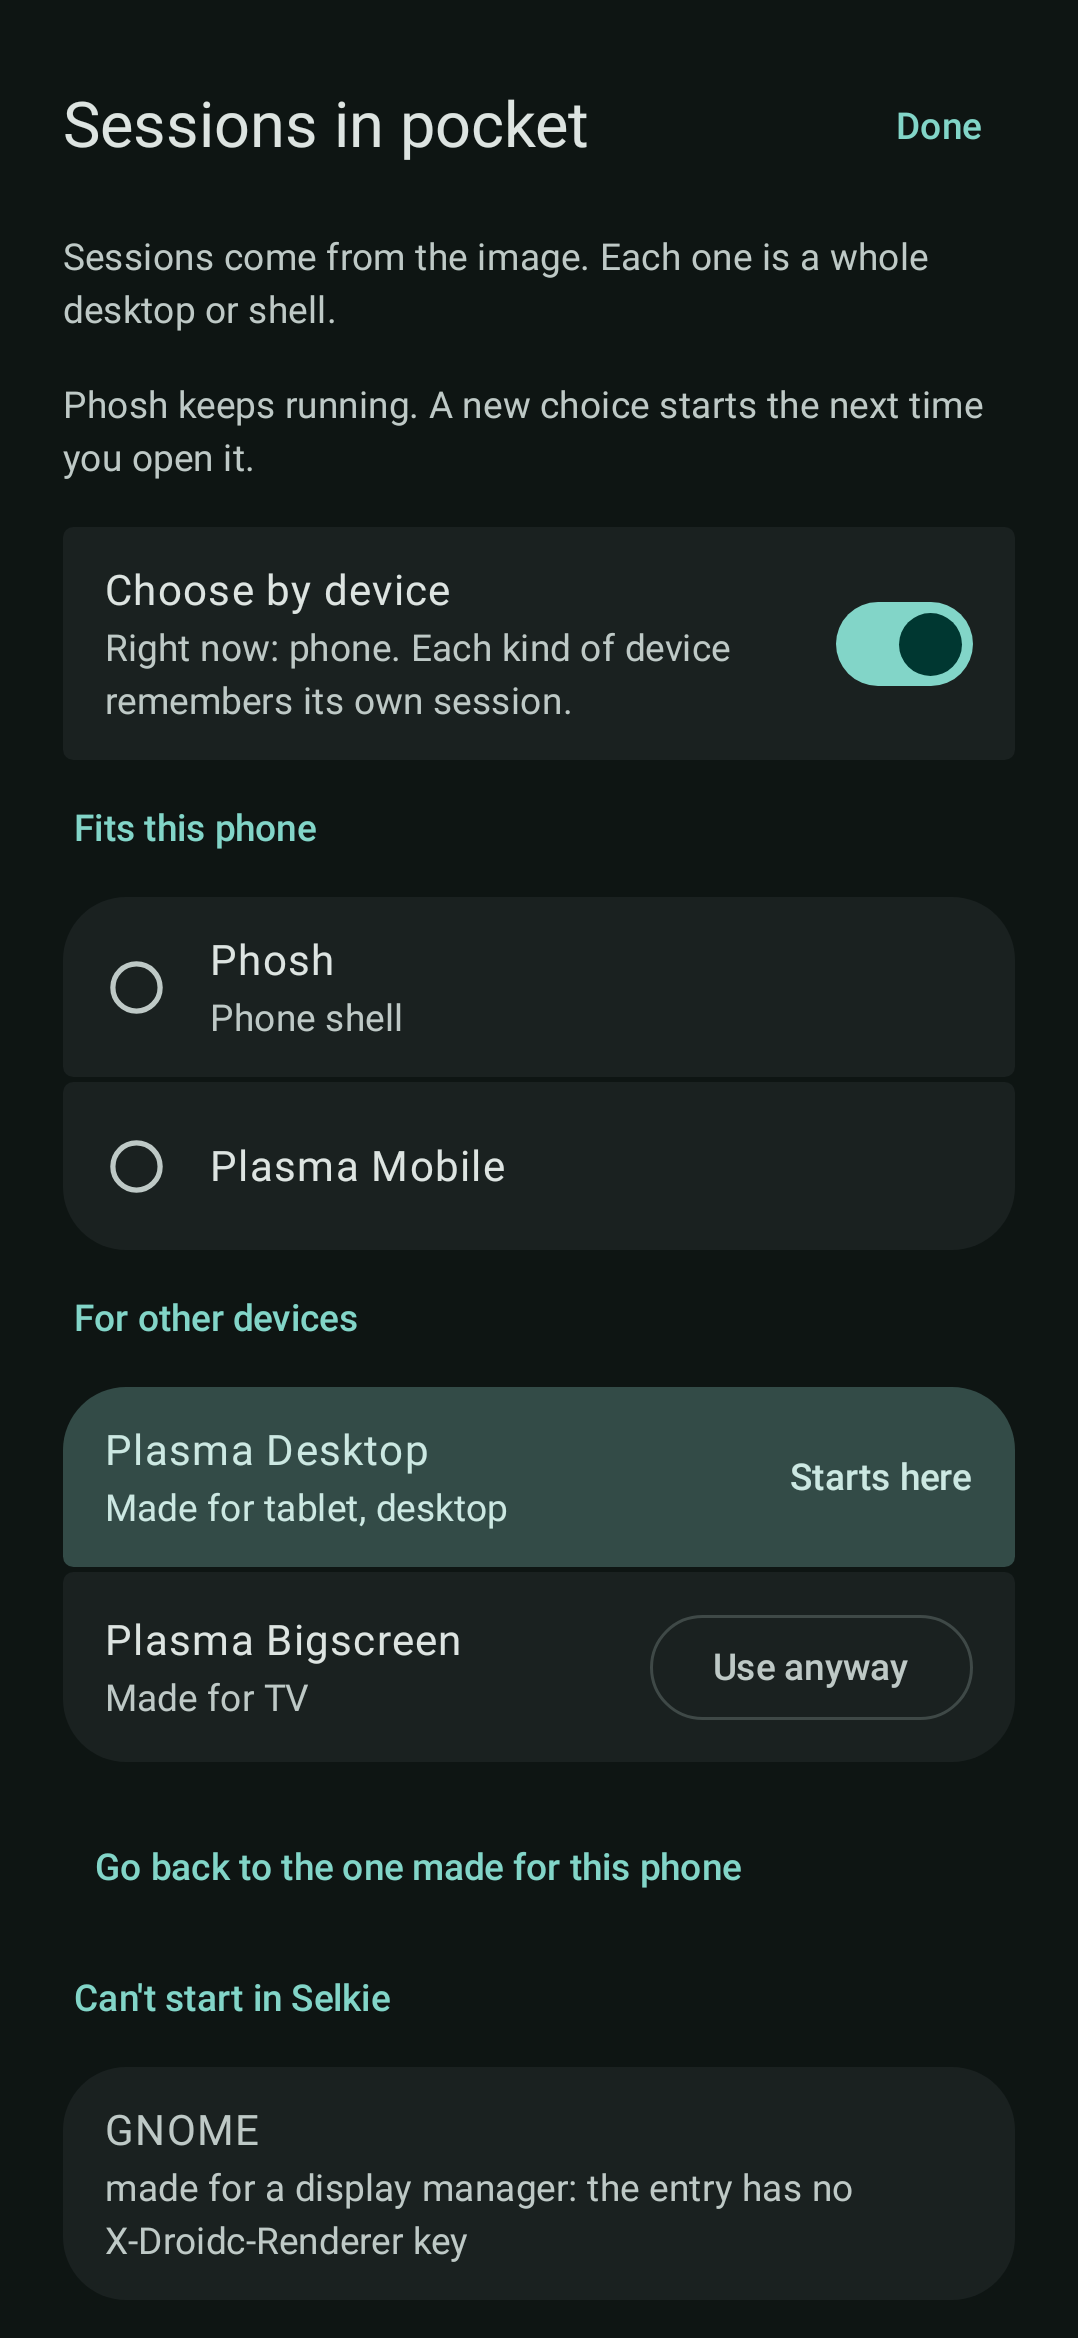 Sessions in pocket
Done
Sessions come from the image. Each one is a whole
desktop or shell.
Phosh keeps running. A new choice starts the next time
you open it.
Choose by device
Right now: phone. Each kind of device
remembers its own session.
Fits this phone
Phosh
Phone shell
Plasma Mobile
For other devices
Plasma Desktop
Made for tablet, desktop
Starts here
Plasma Bigscreen
Made for TV
Use anyway
Go back to the one made for this phone
Can't start in Selkie
GNOME
made for a display manager: the entry has no
X-Droidc-Renderer key